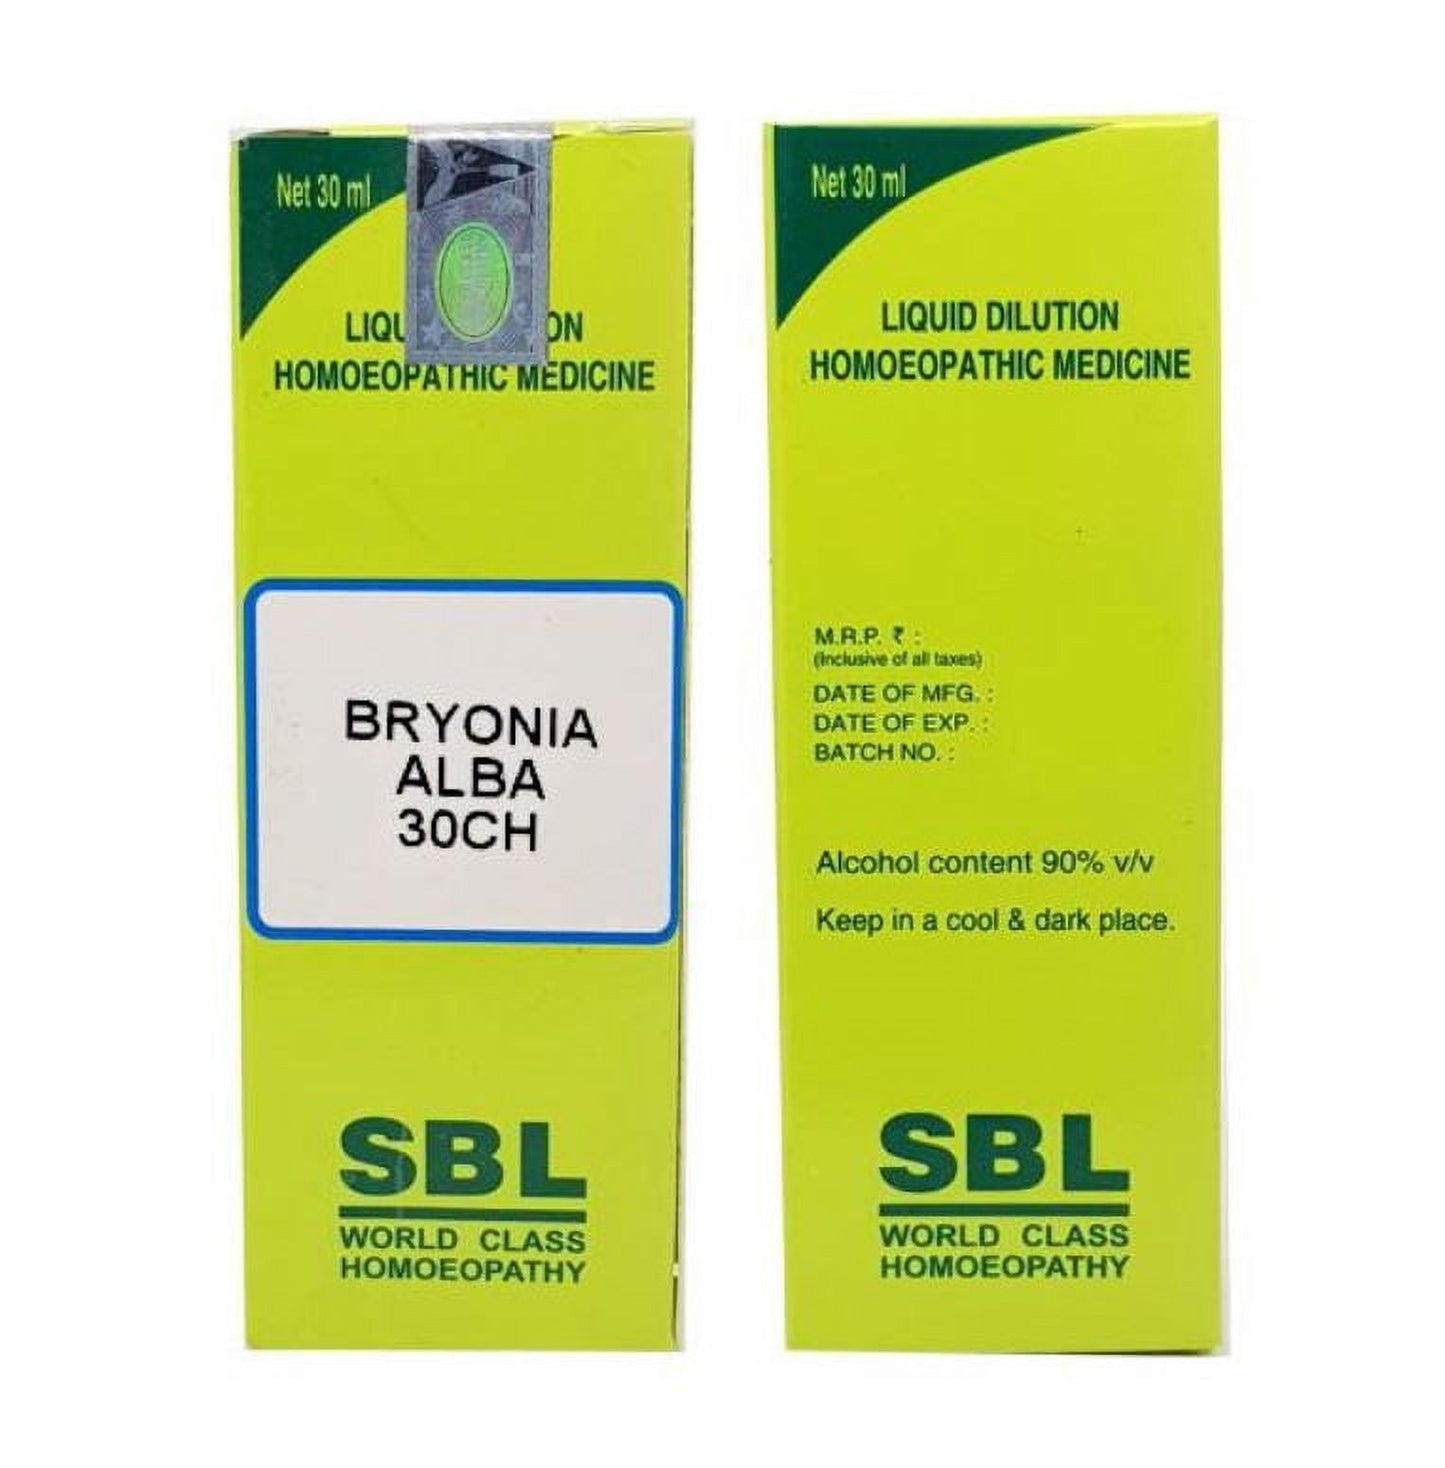 Net 30 ml
HOMOEOPATHIC MEDICINE
BRYONIA
ALBA
30CH
SBL
WORLD CLASS
HOMOEOPATHY
Net 30 ml
LIQUID DILUTION
HOMOEOPATHIC MEDICINE
M.R.P. ₹ :
(Inclusive of all taxes)
DATE OF MFG. :
DATE OF EXP. :
BATCH NO. :
Alcohol content 90% v/v
Keep in a cool & dark place.
SBL
WORLD CLASS
HOMOEOPATHY